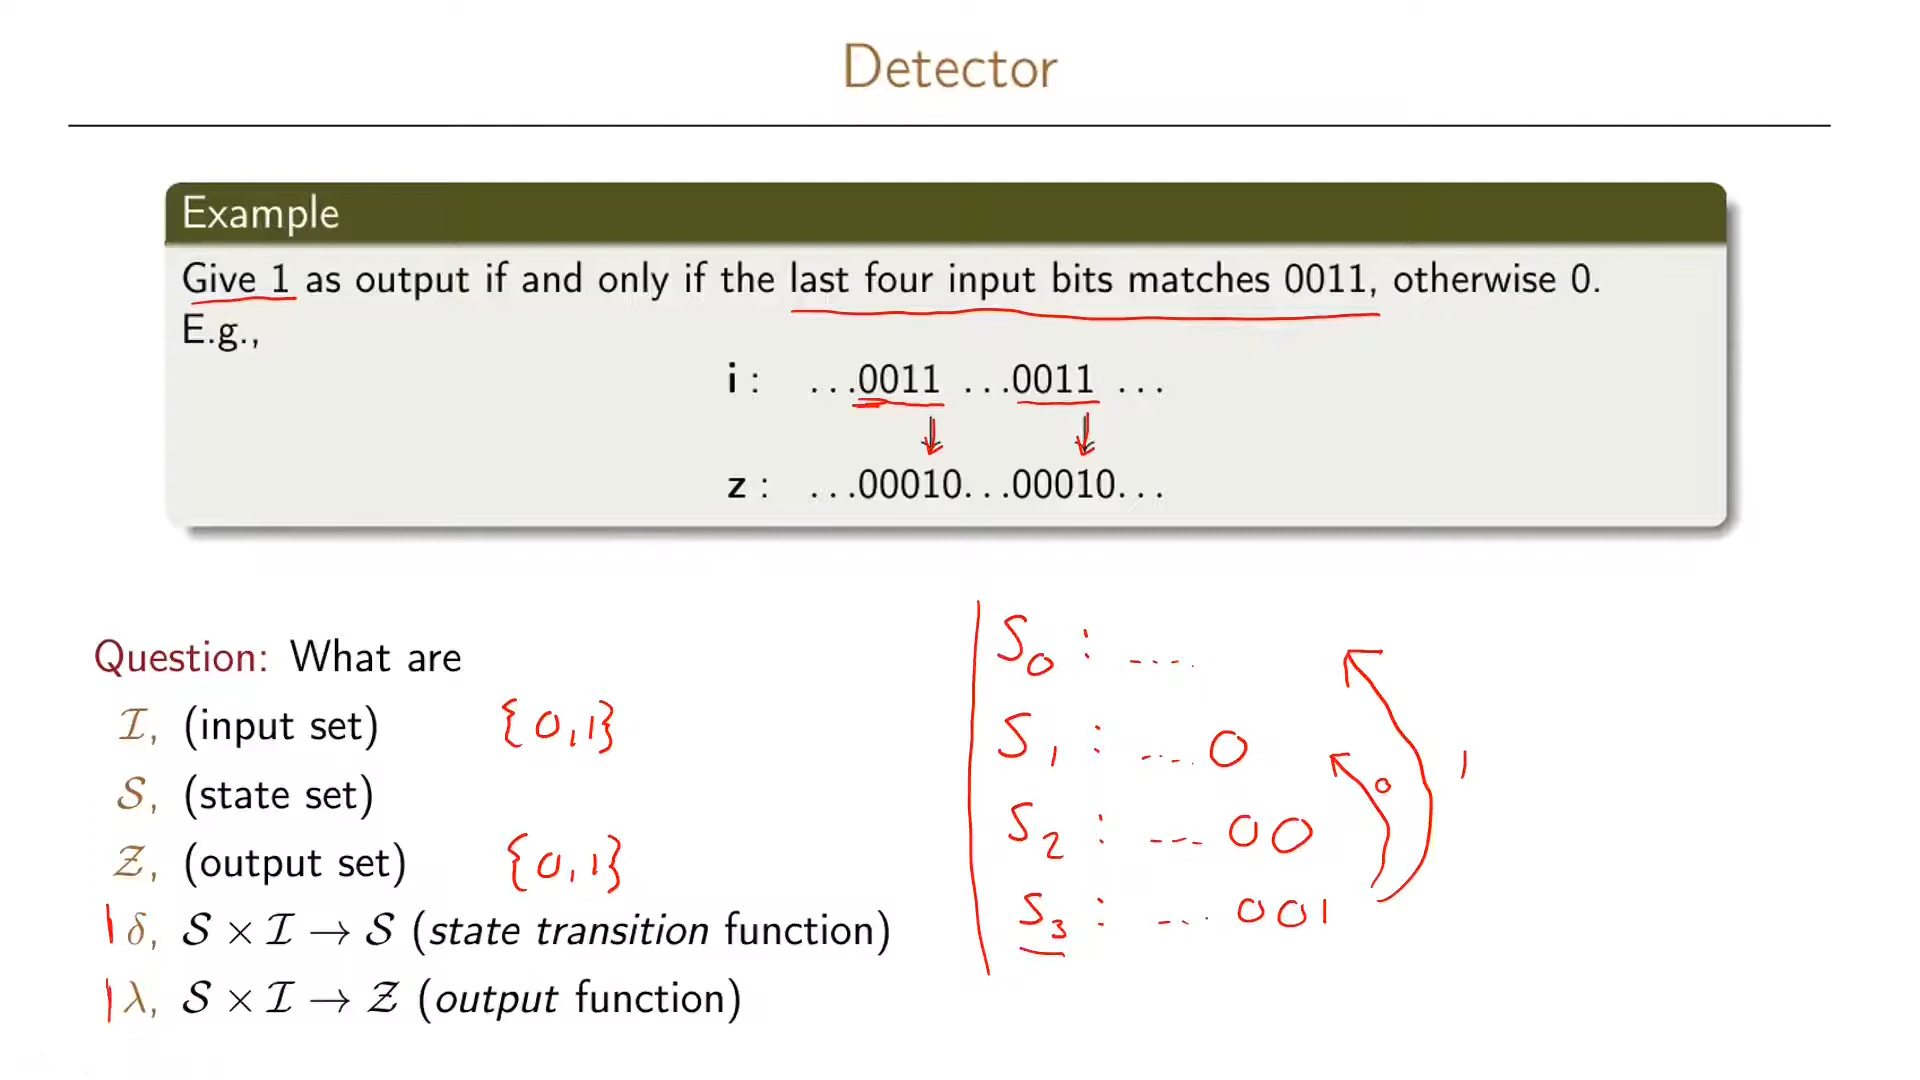 Detector
Example
Give 1 as output if and only if the last four input bits matches 0011, otherwise 0.
E.g.,
i : ...0011 ...0011 ...
⇓ ⇓
z : ...00010...00010...
Question: What are
I, (input set) {0,1}
S, (state set)
Z, (output set) {0,1}
δ, S × I → S (state transition function)
λ, S × I → Z (output function)
S0 : ....
S1 : .... 0
S2 : .... 00
S3 : .... 001
0
1